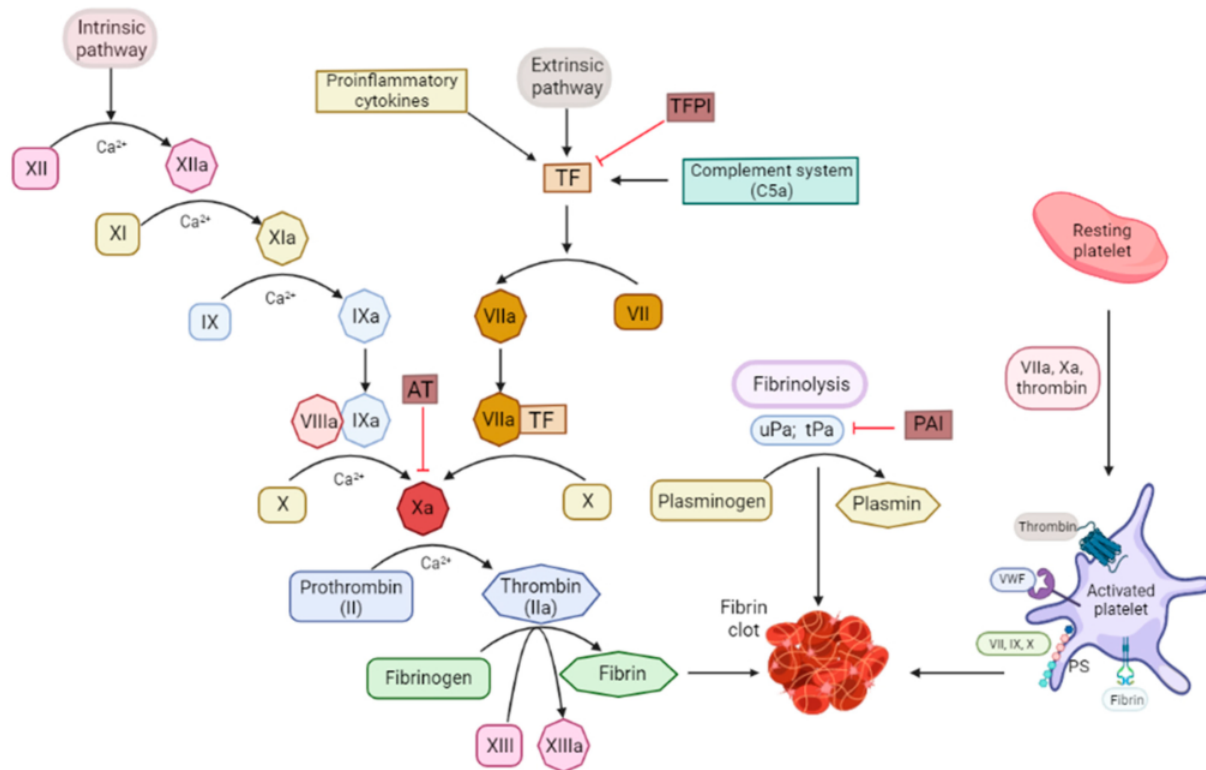 Intrinsic
pathway
Ca²⁺
XII
XIIa
XI
Ca²⁺
XIa
IX
Ca²⁺
IXa
VIIIa
IXa
X
Ca²⁺
Xa
AT
Proinflammatory
cytokines
Extrinsic
pathway
TFPI
TF
Complement system
(C5a)
VIIa
VII
VIIa
TF
X
Prothrombin
(II)
Ca²⁺
Thrombin
(IIa)
Fibrinogen
Fibrin
XIII
XIIIa
Fibrinolysis
uPa; tPa
PAI
Plasminogen
Plasmin
Fibrin
clot
Resting
platelet
VIIa, Xa,
thrombin
Thrombin
VWF
Activated
platelet
VII, IX, X
PS
Fibrin